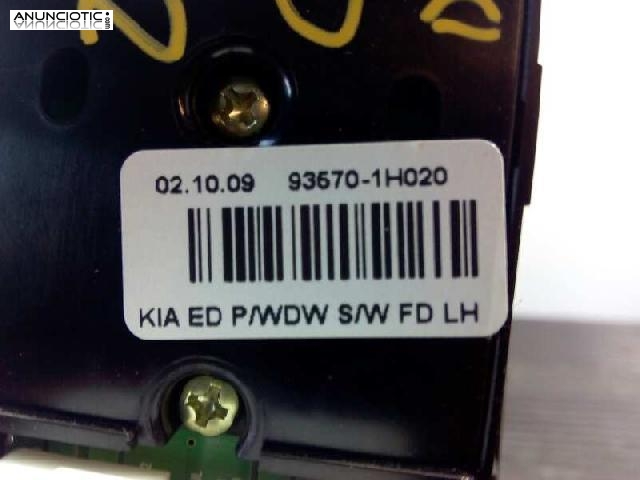 ANUNCIOTIC
02.10.09 93570-1H020
KIA ED P/WDW S/W FD LH